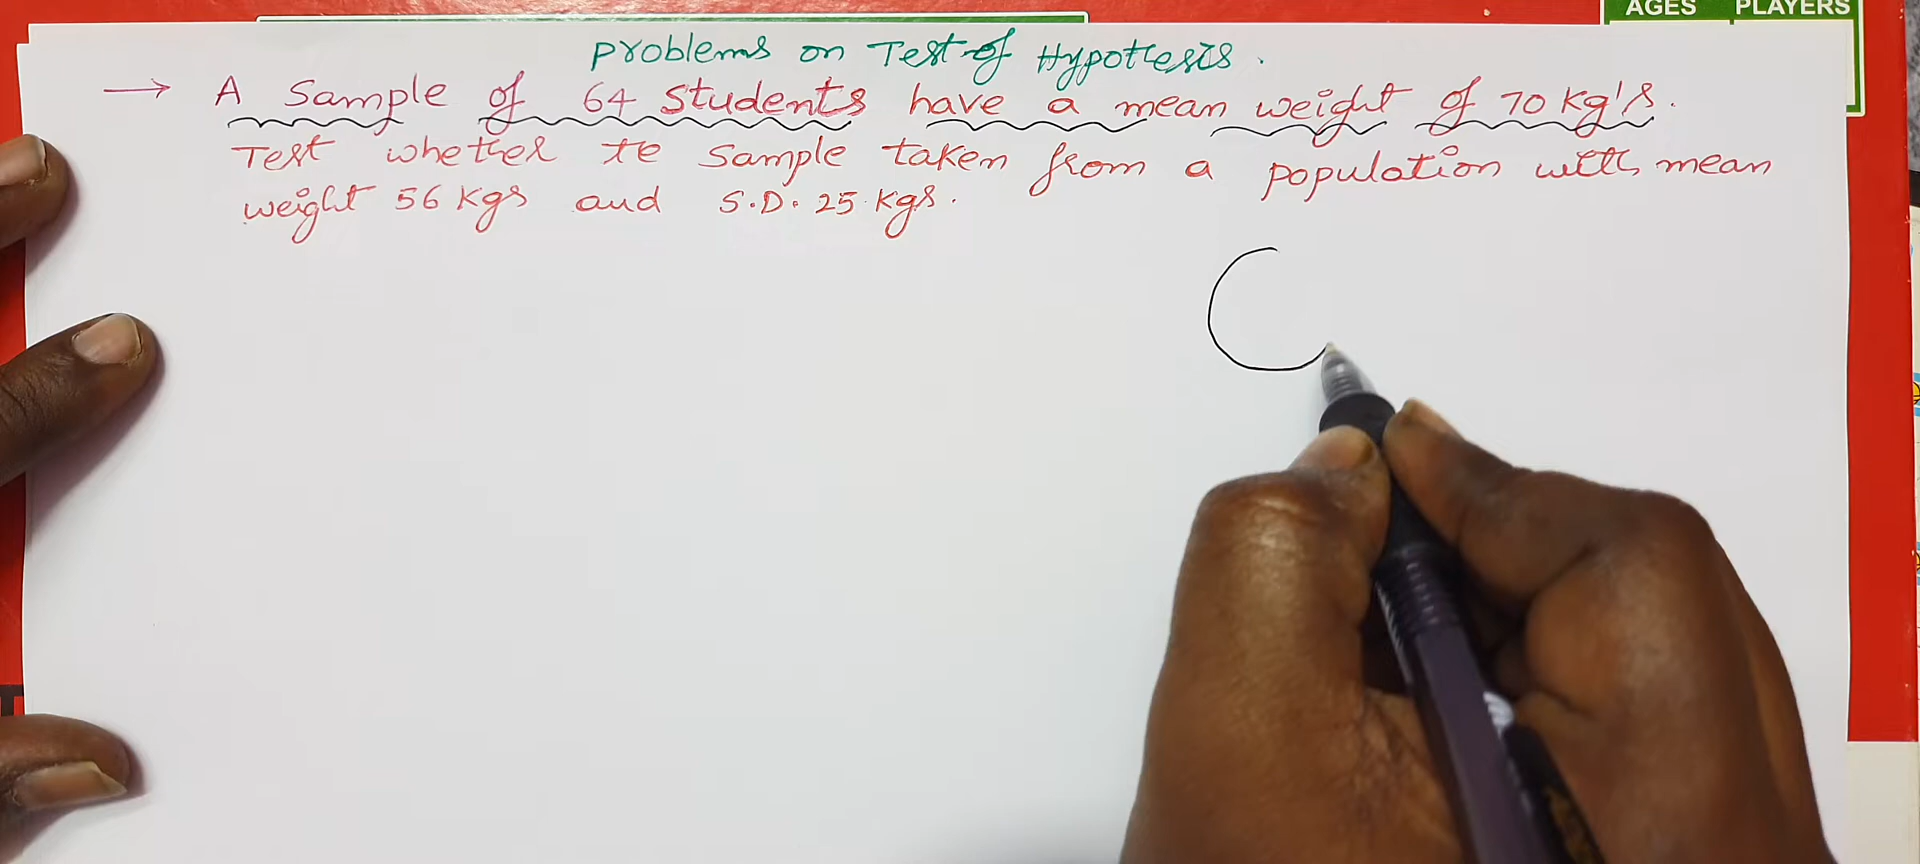 AGES PLAYERS
Problems on Test of Hypothesis.
→ A Sample of 64 Students have a mean weight of 70 Kg's.
Test whether te Sample taken from a population with mean
weight 56 Kgs and S.D. 25 Kgs.